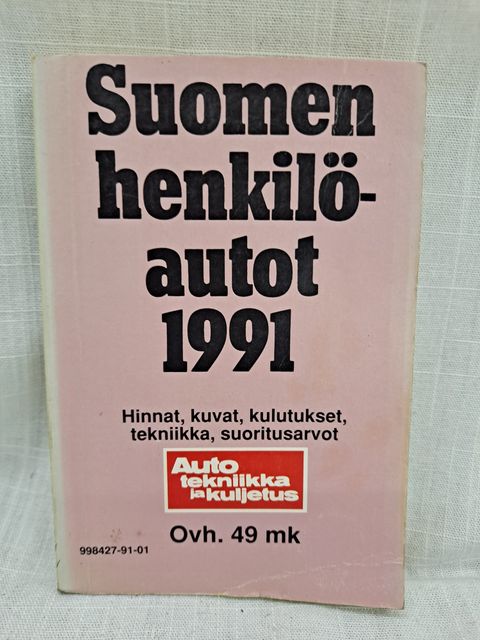 Suomen
henkilö-
autot
1991
Hinnat, kuvat, kulutukset,
tekniikka, suoritusarvot
Auto
tekniikka
ja kuljetus
Ovh. 49 mk
998427-91-01